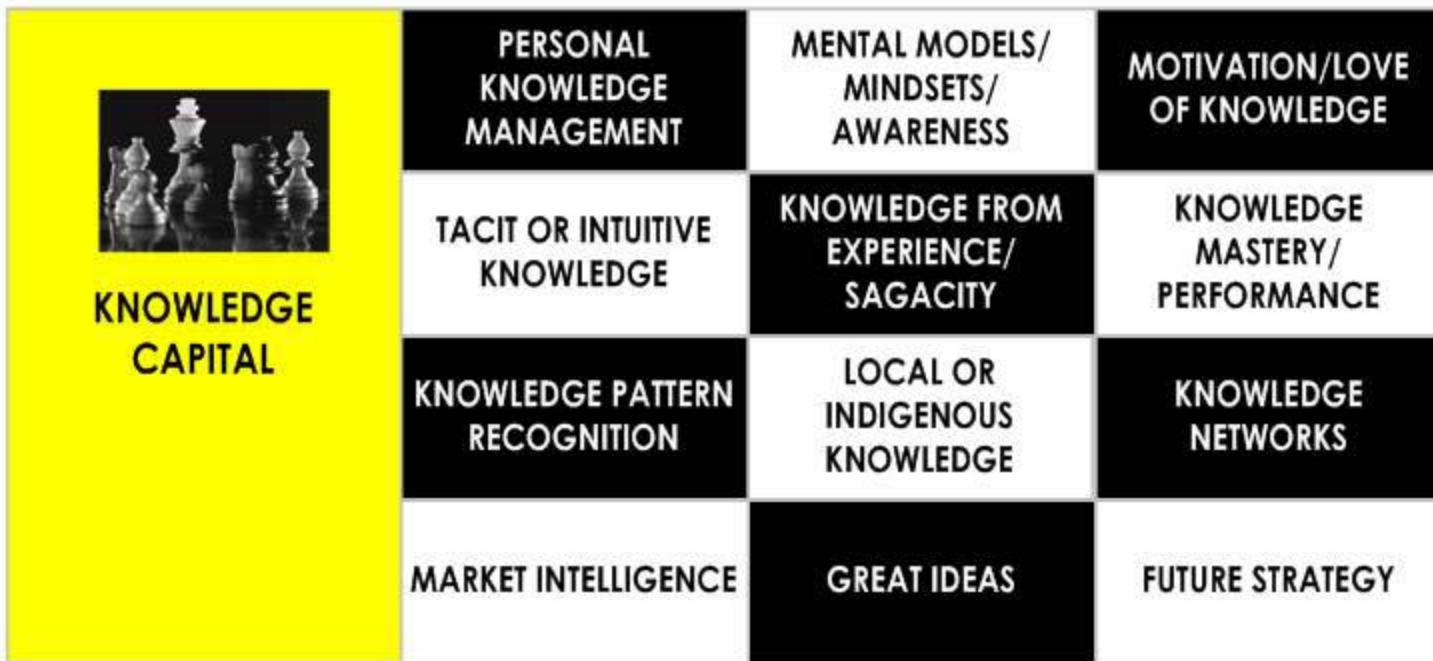 KNOWLEDGE
CAPITAL
PERSONAL
KNOWLEDGE
MANAGEMENT
MENTAL MODELS/
MINDSETS/
AWARENESS
MOTIVATION/LOVE
OF KNOWLEDGE
TACIT OR INTUITIVE
KNOWLEDGE
KNOWLEDGE FROM
EXPERIENCE/
SAGACITY
KNOWLEDGE
MASTERY/
PERFORMANCE
KNOWLEDGE PATTERN
RECOGNITION
LOCAL OR
INDIGENOUS
KNOWLEDGE
KNOWLEDGE
NETWORKS
MARKET INTELLIGENCE
GREAT IDEAS
FUTURE STRATEGY